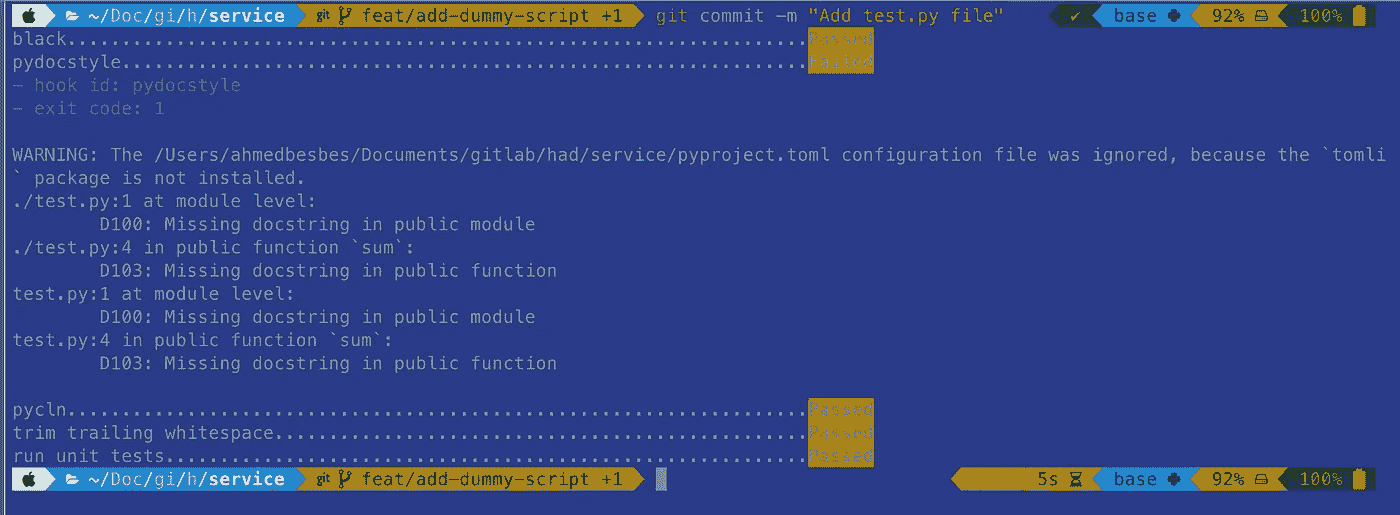 ~/Doc/gi/h/service git feat/add-dummy-script +1 git commit -m "Add test.py file" ✔ base 92% 100%
black....................................................................Passed
pydocstyle...............................................................Failed
- hook id: pydocstyle
- exit code: 1
WARNING: The /Users/ahmedbesbes/Documents/gitlab/had/service/pyproject.toml configuration file was ignored, because the `tomli
` package is not installed.
./test.py:1 at module level:
        D100: Missing docstring in public module
./test.py:4 in public function `sum`:
        D103: Missing docstring in public function
test.py:1 at module level:
        D100: Missing docstring in public module
test.py:4 in public function `sum`:
        D103: Missing docstring in public function
pycln....................................................................Passed
trim trailing whitespace.................................................Passed
run unit tests...........................................................Passed
~/Doc/gi/h/service git feat/add-dummy-script +1 5s base 92% 100%